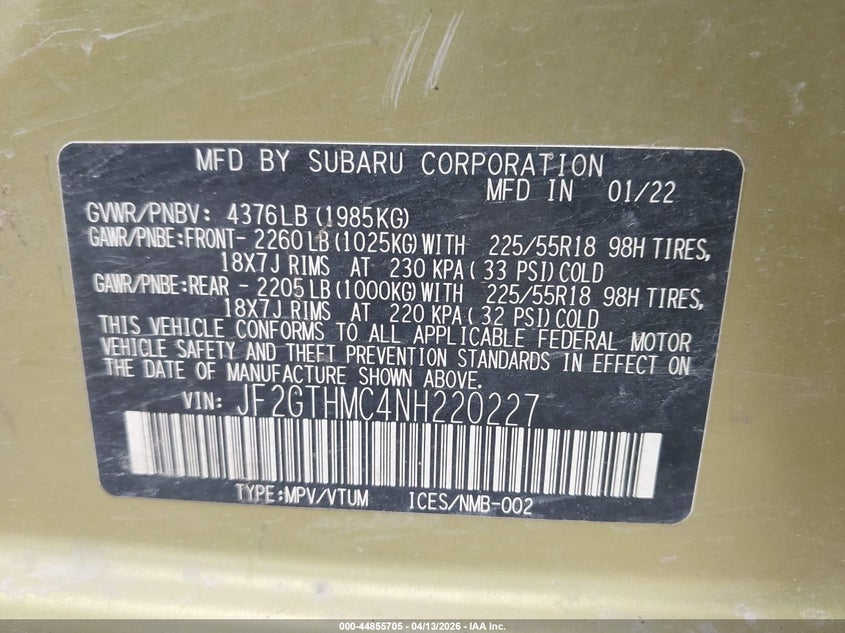 MFD BY SUBARU CORPORATION
MFD IN 01/22
GVWR/PNBV: 4376LB(1985KG)
GAWR/PNBE:FRONT- 2260LB(1025KG)WITH 225/55R18 98H TIRES,
18X7J RIMS AT 230 KPA(33 PSI)COLD
GAWR/PNBE:REAR - 2205LB(1000KG)WITH 225/55R18 98H TIRES,
18X7J RIMS AT 220 KPA(32 PSI)COLD
THIS VEHICLE CONFORMS TO ALL APPLICABLE FEDERAL MOTOR
VEHICLE SAFETY AND THEFT PREVENTION STANDARDS IN EFFECT ON
THE DATE OF MANUFACTURE SHOWN ABOVE.
VIN: JF2GTHMC4NH220227
TYPE:MPV/VTUM ICES/NMB-002
000-44855705 - 04/13/2026 - IAA Inc.